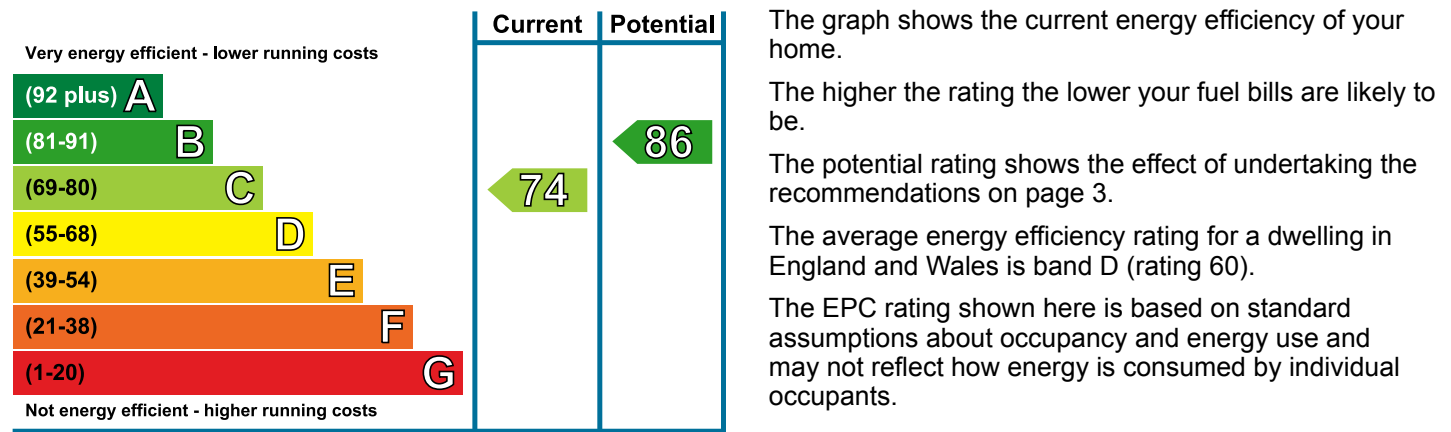 Current Potential
Very energy efficient - lower running costs
(92 plus) A
(81-91) B
86
(69-80) C
74
(55-68) D
(39-54) E
(21-38) F
(1-20) G
Not energy efficient - higher running costs
The graph shows the current energy efficiency of your
home.
The higher the rating the lower your fuel bills are likely to
be.
The potential rating shows the effect of undertaking the
recommendations on page 3.
The average energy efficiency rating for a dwelling in
England and Wales is band D (rating 60).
The EPC rating shown here is based on standard
assumptions about occupancy and energy use and
may not reflect how energy is consumed by individual
occupants.